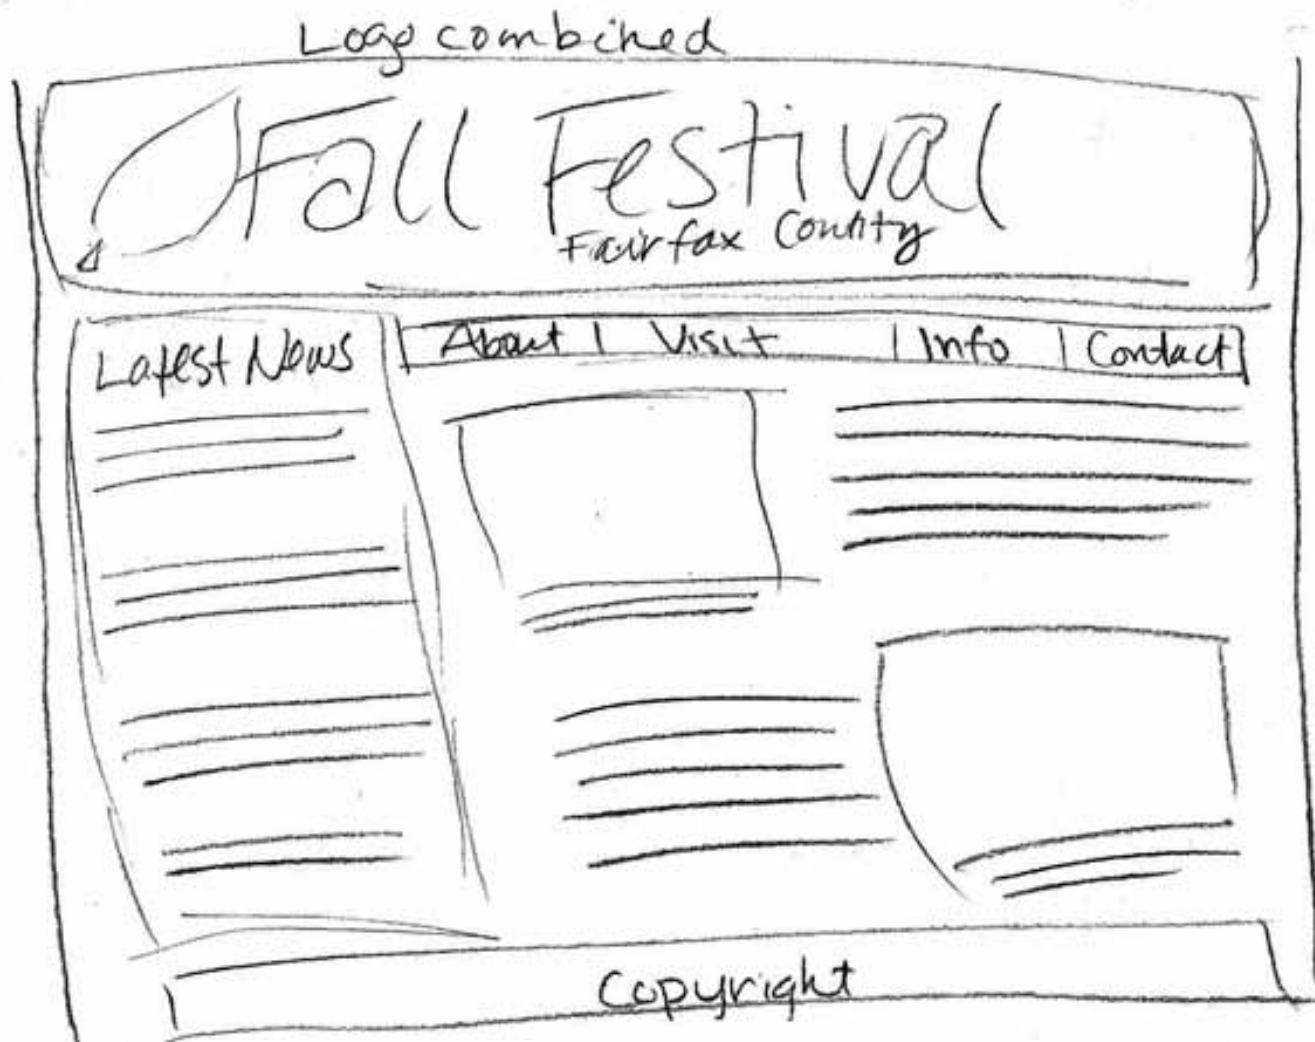 Logo combined
Fall Festival
Fairfax County
Latest News
About | Visit | Info | Contact
Copyright